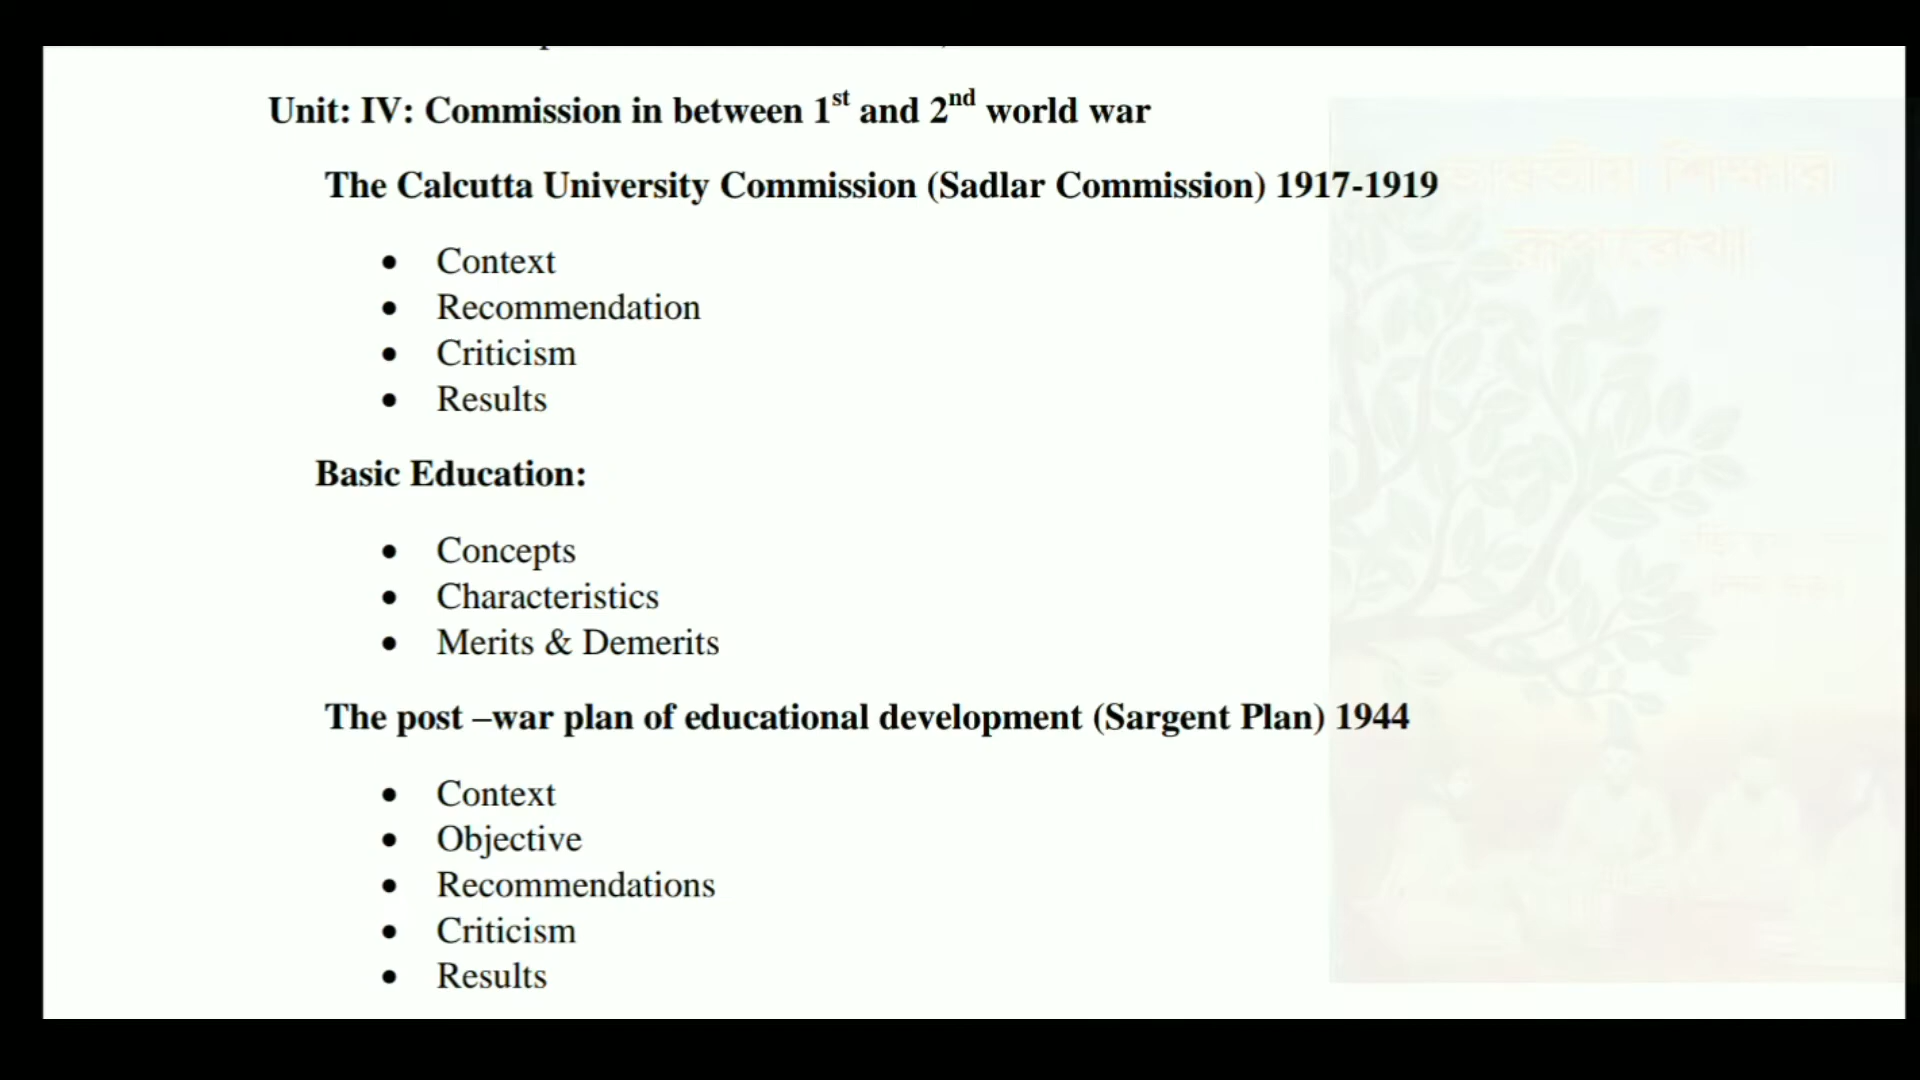 Unit: IV: Commission in between 1st and 2nd world war
The Calcutta University Commission (Sadlar Commission) 1917-1919
ভারতীয় শিক্ষার
রূপরেখা
• Context
• Recommendation
• Criticism
• Results
Basic Education:
• Concepts
• Characteristics
• Merits & Demerits
The post –war plan of educational development (Sargent Plan) 1944
• Context
• Objective
• Recommendations
• Criticism
• Results